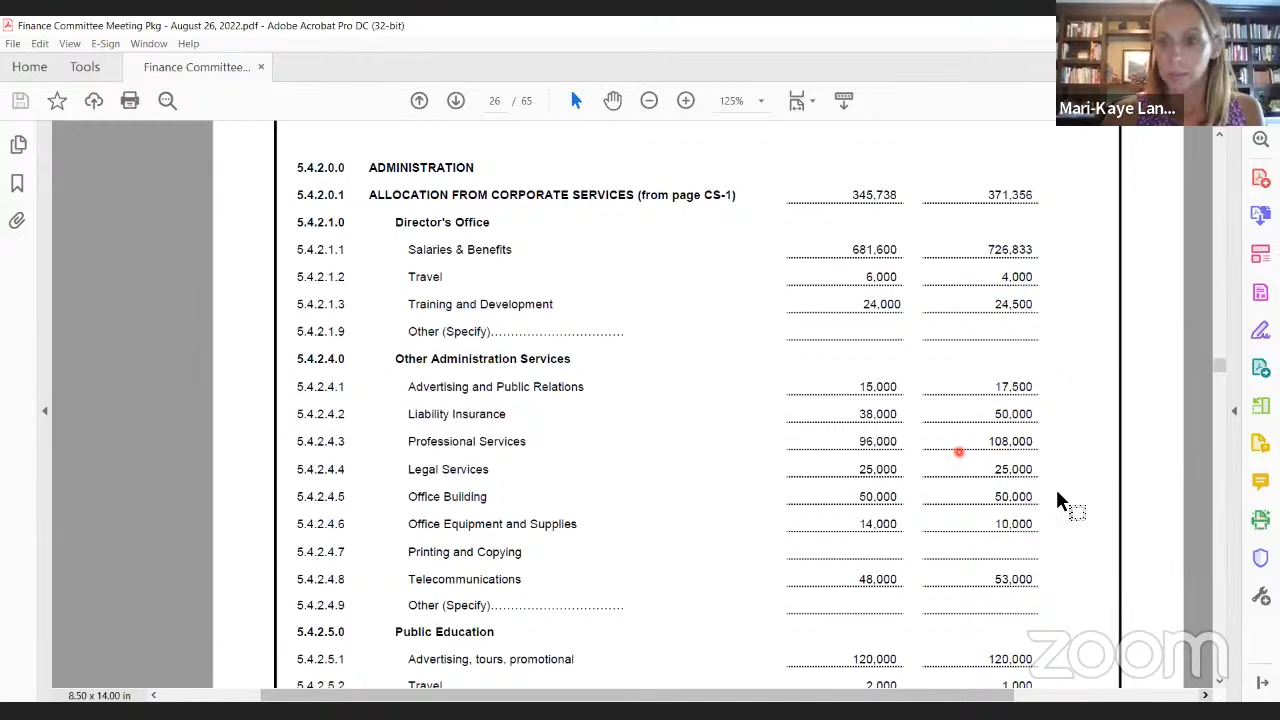 Finance Committee Meeting Pkg - August 26, 2022.pdf - Adobe Acrobat Pro DC (32-bit)
File Edit View E-Sign Window Help
Home Tools Finance Committee... ×
26 / 65 125%
Mari-Kaye Lan...
5.4.2.0.0 ADMINISTRATION
5.4.2.0.1 ALLOCATION FROM CORPORATE SERVICES (from page CS-1) 345,738 371,356
5.4.2.1.0 Director's Office
5.4.2.1.1 Salaries & Benefits 681,600 726,833
5.4.2.1.2 Travel 6,000 4,000
5.4.2.1.3 Training and Development 24,000 24,500
5.4.2.1.9 Other (Specify)................................
5.4.2.4.0 Other Administration Services
5.4.2.4.1 Advertising and Public Relations 15,000 17,500
5.4.2.4.2 Liability Insurance 38,000 50,000
5.4.2.4.3 Professional Services 96,000 108,000
5.4.2.4.4 Legal Services 25,000 25,000
5.4.2.4.5 Office Building 50,000 50,000
5.4.2.4.6 Office Equipment and Supplies 14,000 10,000
5.4.2.4.7 Printing and Copying
5.4.2.4.8 Telecommunications 48,000 53,000
5.4.2.4.9 Other (Specify)................................
5.4.2.5.0 Public Education
5.4.2.5.1 Advertising, tours, promotional 120,000 120,000
5.4.2.5.2 Travel 2,000 1,000
zoom
8.50 x 14.00 in